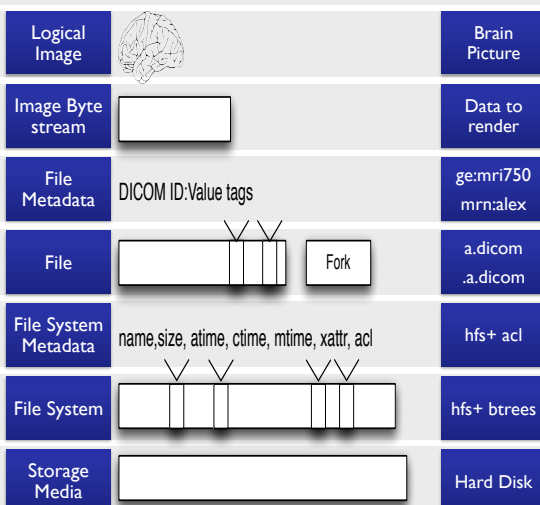 Logical
Image
Brain
Picture
Image Byte
stream
Data to
render
File
Metadata
DICOM ID:Value tags
ge:mri750
mrn:alex
File
Fork
a.dicom
.a.dicom
File System
Metadata
name,size, atime, ctime, mtime, xattr, acl
hfs+ acl
File System
hfs+ btrees
Storage
Media
Hard Disk